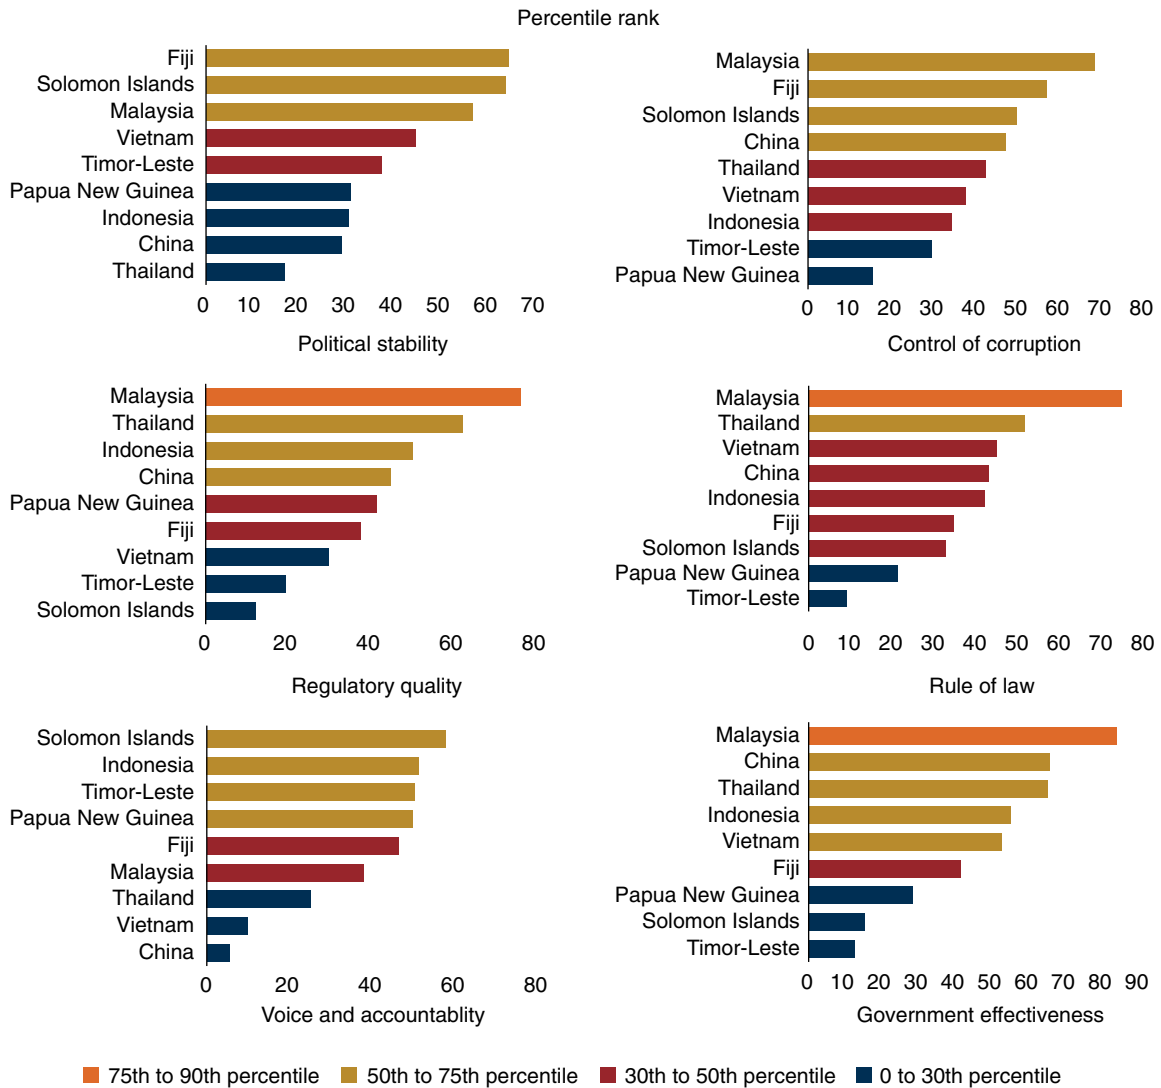 Percentile rank
Fiji
Solomon Islands
Malaysia
Vietnam
Timor-Leste
Papua New Guinea
Indonesia
China
Thailand
0 10 20 30 40 50 60 70
Political stability
Malaysia
Fiji
Solomon Islands
China
Thailand
Vietnam
Indonesia
Timor-Leste
Papua New Guinea
0 10 20 30 40 50 60 70 80
Control of corruption
Malaysia
Thailand
Indonesia
China
Papua New Guinea
Fiji
Vietnam
Timor-Leste
Solomon Islands
0 20 40 60 80
Regulatory quality
Malaysia
Thailand
Vietnam
China
Indonesia
Fiji
Solomon Islands
Papua New Guinea
Timor-Leste
0 10 20 30 40 50 60 70 80
Rule of law
Solomon Islands
Indonesia
Timor-Leste
Papua New Guinea
Fiji
Malaysia
Thailand
Vietnam
China
0 20 40 60 80
Voice and accountablity
Malaysia
China
Thailand
Indonesia
Vietnam
Fiji
Papua New Guinea
Solomon Islands
Timor-Leste
0 10 20 30 40 50 60 70 80 90
Government effectiveness
75th to 90th percentile 50th to 75th percentile 30th to 50th percentile 0 to 30th percentile